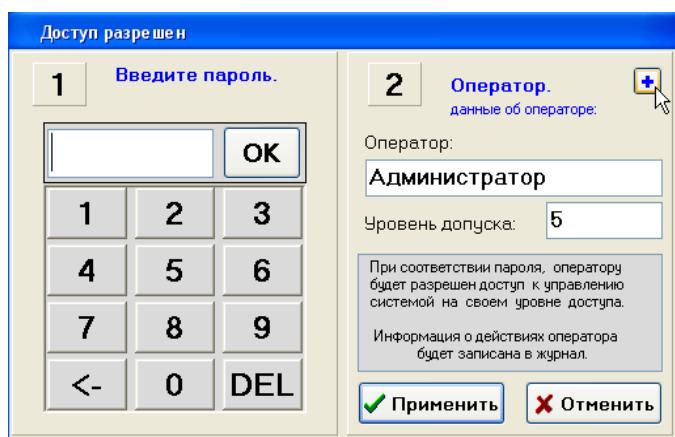 Доступ разрешен
1 Введите пароль.
OK
1 2 3
4 5 6
7 8 9
<- 0 DEL
2 Оператор.
+
данные об операторе:
Оператор:
Администратор
Уровень допуска: 5
При соответствии пароля, оператору
будет разрешен доступ к управлению
системой на своем уровне доступа.
Информация о действиях оператора
будет записана в журнал.
Применить Отменить